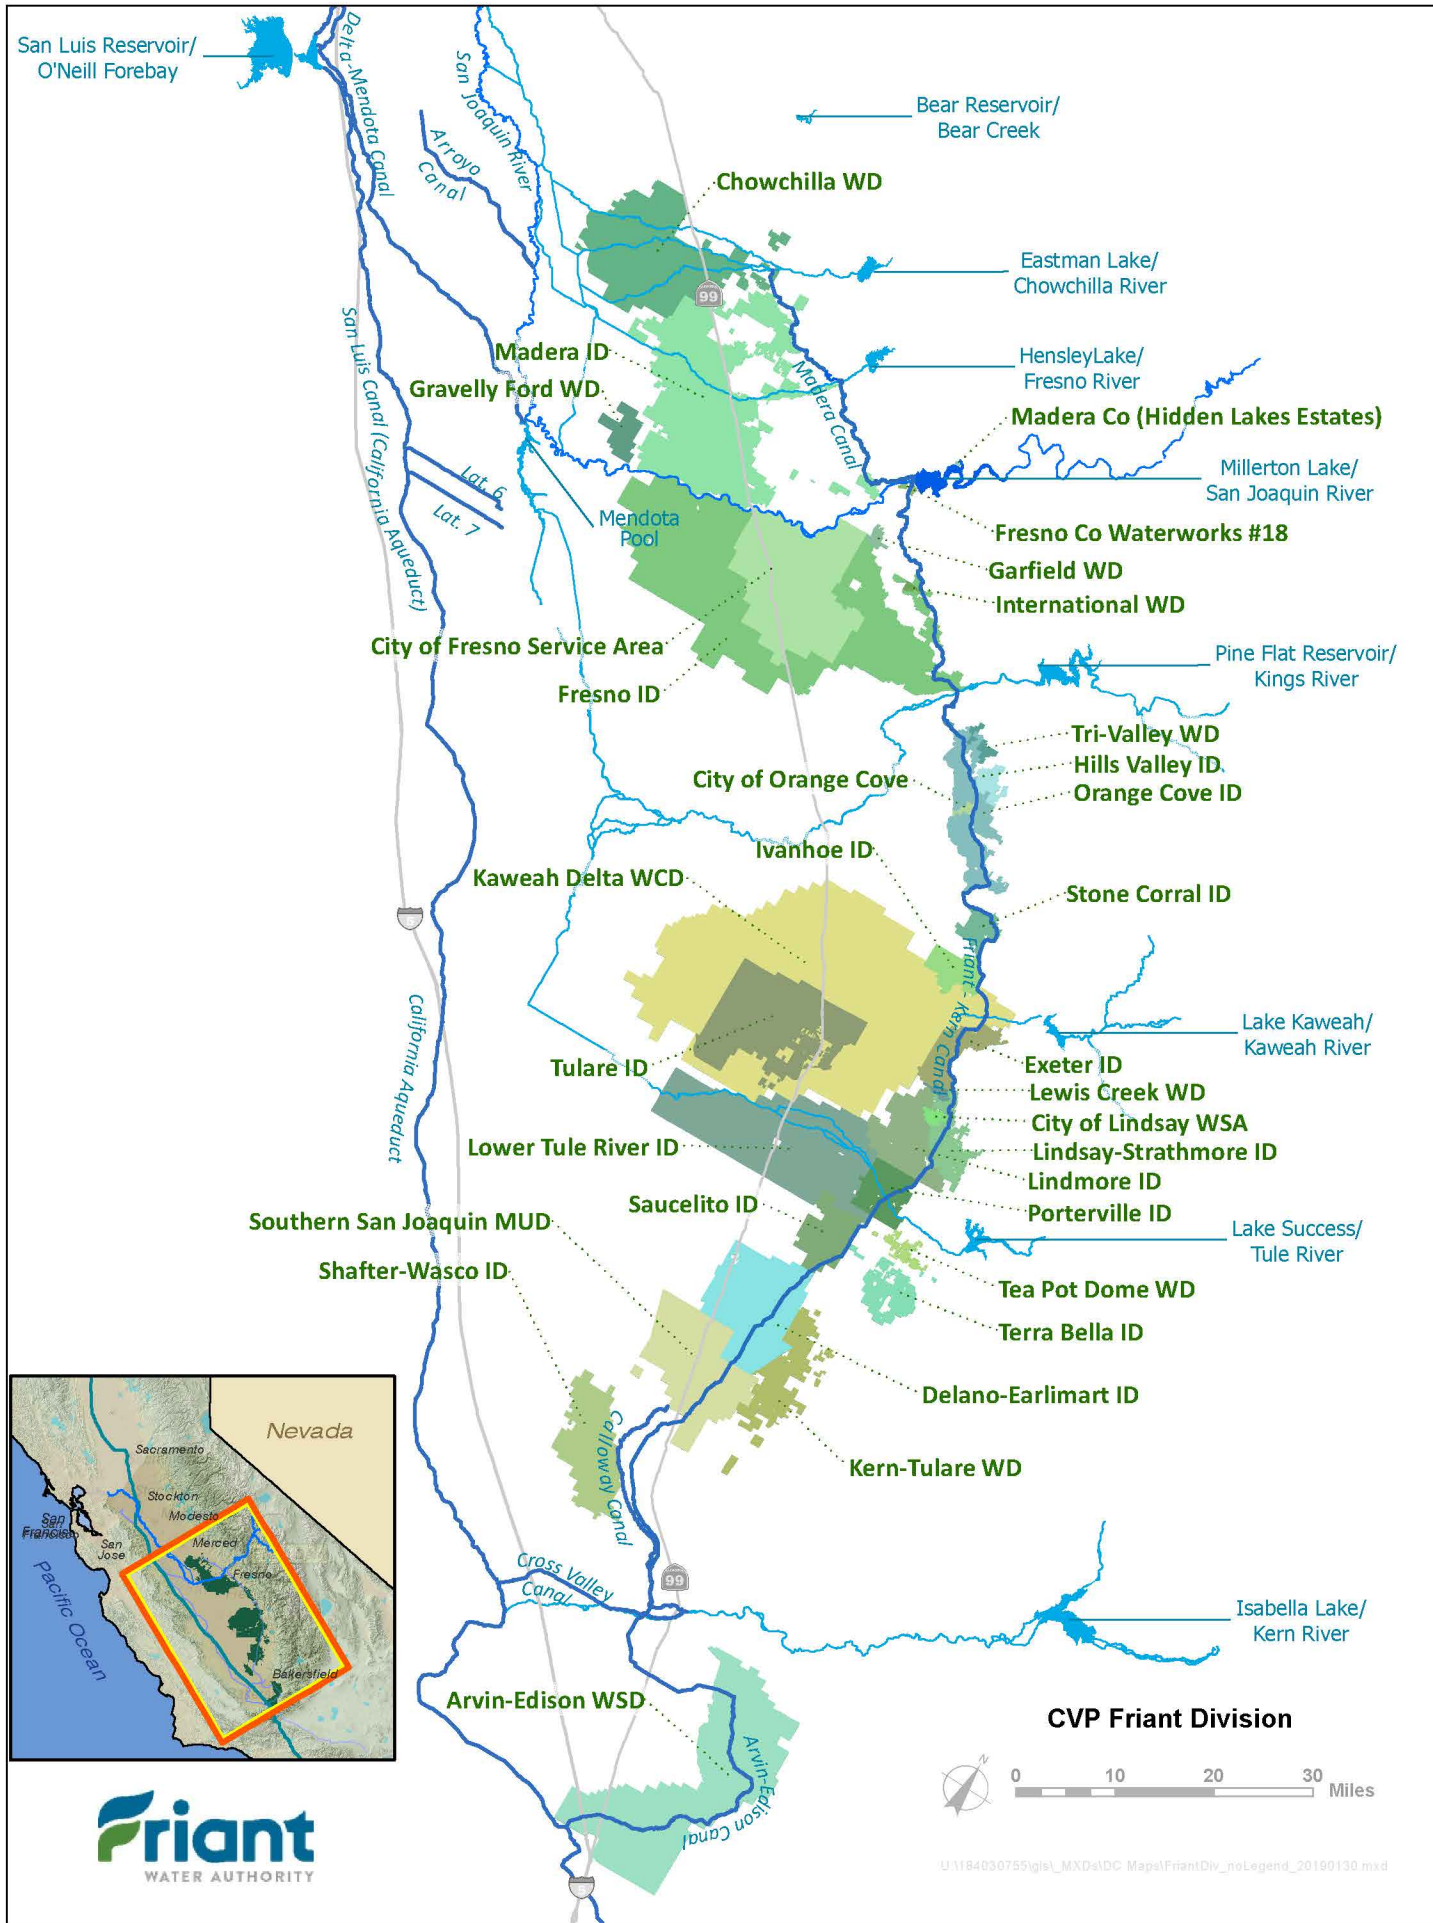 San Luis Reservoir/
O'Neill Forebay
Delta-Mendota Canal
San Joaquin River
Arroyo
Canal
Bear Reservoir/
Bear Creek
Chowchilla WD
Eastman Lake/
Chowchilla River
99
San Luis Canal (California Aqueduct)
Madera ID
Gravelly Ford WD
Madera Canal
HensleyLake/
Fresno River
Madera Co (Hidden Lakes Estates)
Millerton Lake/
San Joaquin River
Lat. 6
Lat. 7
Mendota
Pool
Fresno Co Waterworks #18
Garfield WD
International WD
City of Fresno Service Area
Fresno ID
Pine Flat Reservoir/
Kings River
Tri-Valley WD
Hills Valley ID
City of Orange Cove
Orange Cove ID
Ivanhoe ID
Kaweah Delta WCD
Stone Corral ID
5
Friant - Kern Canal
California Aqueduct
Lake Kaweah/
Kaweah River
Tulare ID
Exeter ID
Lewis Creek WD
City of Lindsay WSA
Lower Tule River ID
Lindsay-Strathmore ID
Lindmore ID
Saucelito ID
Porterville ID
Southern San Joaquin MUD
Lake Success/
Tule River
Shafter-Wasco ID
Tea Pot Dome WD
Terra Bella ID
Delano-Earlimart ID
Calloway Canal
Kern-Tulare WD
Nevada
Sacramento
Stockton
Modesto
San
Francisco
San
Jose
Merced
Fresno
Pacific Ocean
Bakersfield
Cross Valley
Canal
99
Isabella Lake/
Kern River
Arvin-Edison WSD
Arvin-Edison Canal
CVP Friant Division
N
0 10 20 30
Miles
5
Friant
WATER AUTHORITY
U:\184030755\gis\_MXDs\DC Maps\FriantDiv_noLegend_20190130.mxd